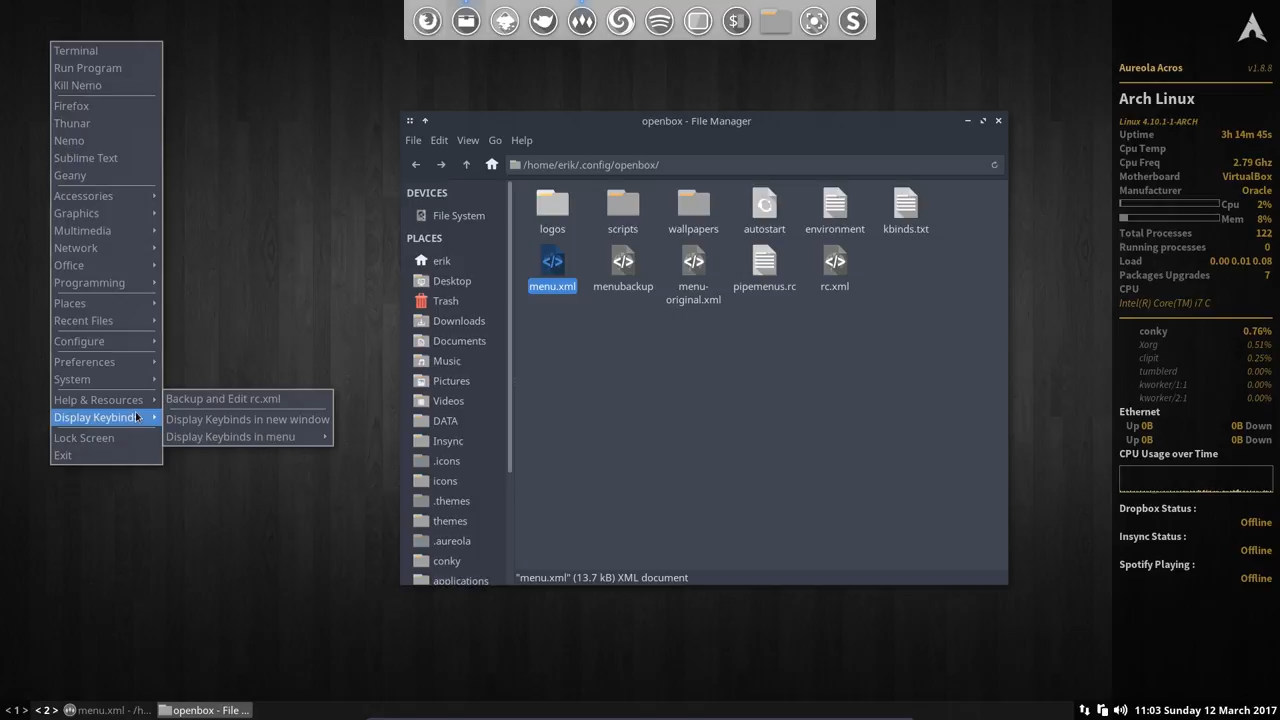 Terminal
Run Program
Kill Nemo
Firefox
Thunar
Nemo
Sublime Text
Geany
Accessories
Graphics
Multimedia
Network
Office
Programming
Places
Recent Files
Configure
Preferences
System
Help & Resources
Display Keybinds
Lock Screen
Exit
Backup and Edit rc.xml
Display Keybinds in new window
Display Keybinds in menu
openbox - File Manager
File Edit View Go Help
/home/erik/.config/openbox/
DEVICES
File System
PLACES
erik
Desktop
Trash
Downloads
Documents
Music
Pictures
Videos
DATA
Insync
.icons
icons
.themes
themes
.aureola
conky
applications
logos scripts wallpapers autostart environment kbinds.txt
menu.xml menubackup menu-original.xml pipemenus.rc rc.xml
"menu.xml" (13.7 kB) XML document
Aureola Acros v1.8.8
Arch Linux
Linux 4.10.1-1-ARCH
Uptime 3h 14m 45s
Cpu Temp
Cpu Freq 2.79 Ghz
Motherboard VirtualBox
Manufacturer Oracle
Cpu 2%
Mem 8%
Total Processes 122
Running processes 0
Load 0.00 0.01 0.08
Packages Upgrades 7
CPU
Intel(R) Core(TM) i7 C
conky 0.76%
Xorg 0.51%
clipit 0.25%
tumblerd 0.00%
kworker/1:1 0.00%
kworker/2:1 0.00%
Ethernet
Up 0B 0B Down
Up 0B 0B Down
CPU Usage over Time
Dropbox Status :
Offline
Insync Status :
Offline
Spotify Playing :
Offline
< 1 > < 2 > menu.xml - /h... openbox - File ...
11:03 Sunday 12 March 2017